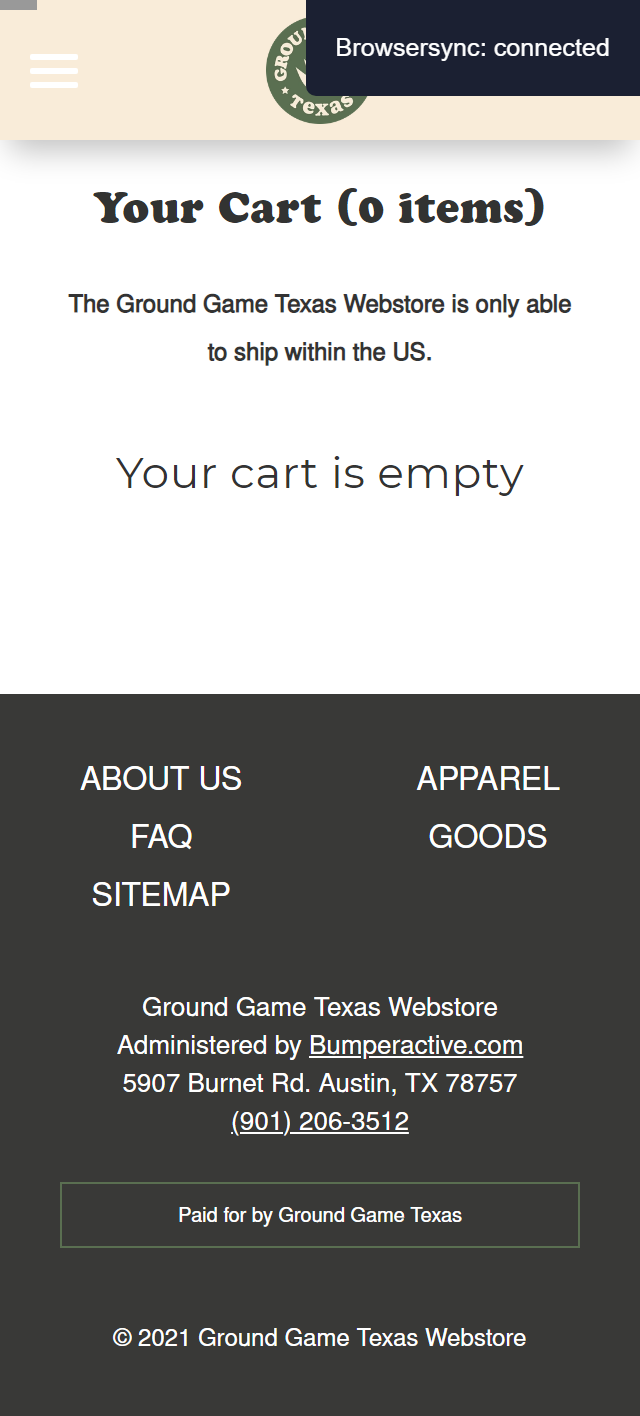 GROUN
Texas
Browsersync: connected
Your Cart (0 items)
The Ground Game Texas Webstore is only able
to ship within the US.
Your cart is empty
ABOUT US
APPAREL
FAQ
GOODS
SITEMAP
Ground Game Texas Webstore
Administered by Bumperactive.com
5907 Burnet Rd. Austin, TX 78757
(901) 206-3512
Paid for by Ground Game Texas
© 2021 Ground Game Texas Webstore